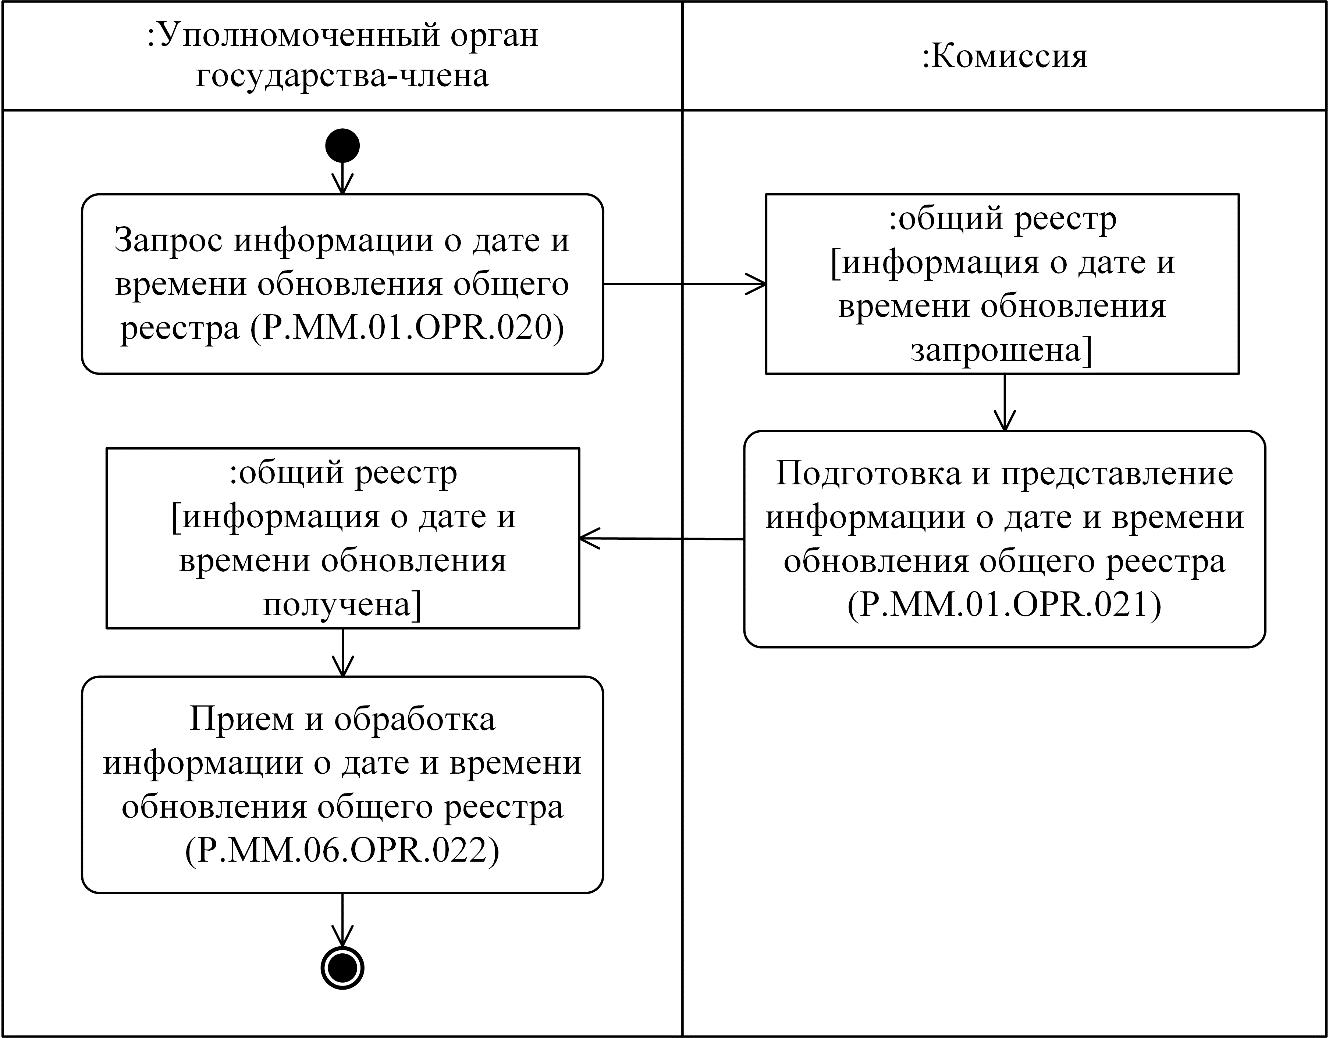 :Уполномоченный орган
государства-члена
:Комиссия
Запрос информации о дате и
времени обновления общего
реестра (P.MM.01.OPR.020)
:общий реестр
[информация о дате и
времени обновления
запрошена]
Подготовка и представление
информации о дате и времени
обновления общего реестра
(P.MM.01.OPR.021)
:общий реестр
[информация о дате и
времени обновления
получена]
Прием и обработка
информации о дате и времени
обновления общего реестра
(P.MM.06.OPR.022)